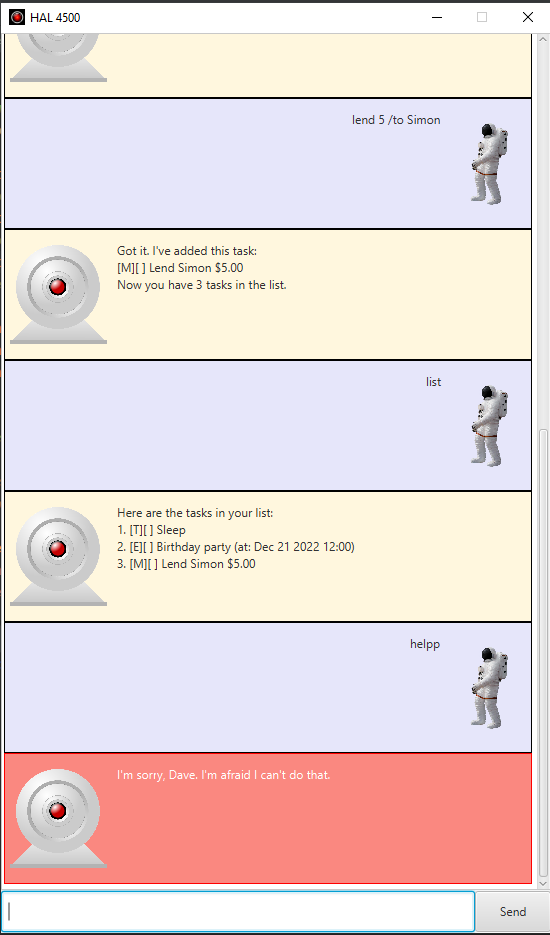 HAL 4500
lend 5 /to Simon
Got it. I've added this task:
[M][ ] Lend Simon $5.00
Now you have 3 tasks in the list.
list
Here are the tasks in your list:
1. [T][ ] Sleep
2. [E][ ] Birthday party (at: Dec 21 2022 12:00)
3. [M][ ] Lend Simon $5.00
helpp
I'm sorry, Dave. I'm afraid I can't do that.
Send